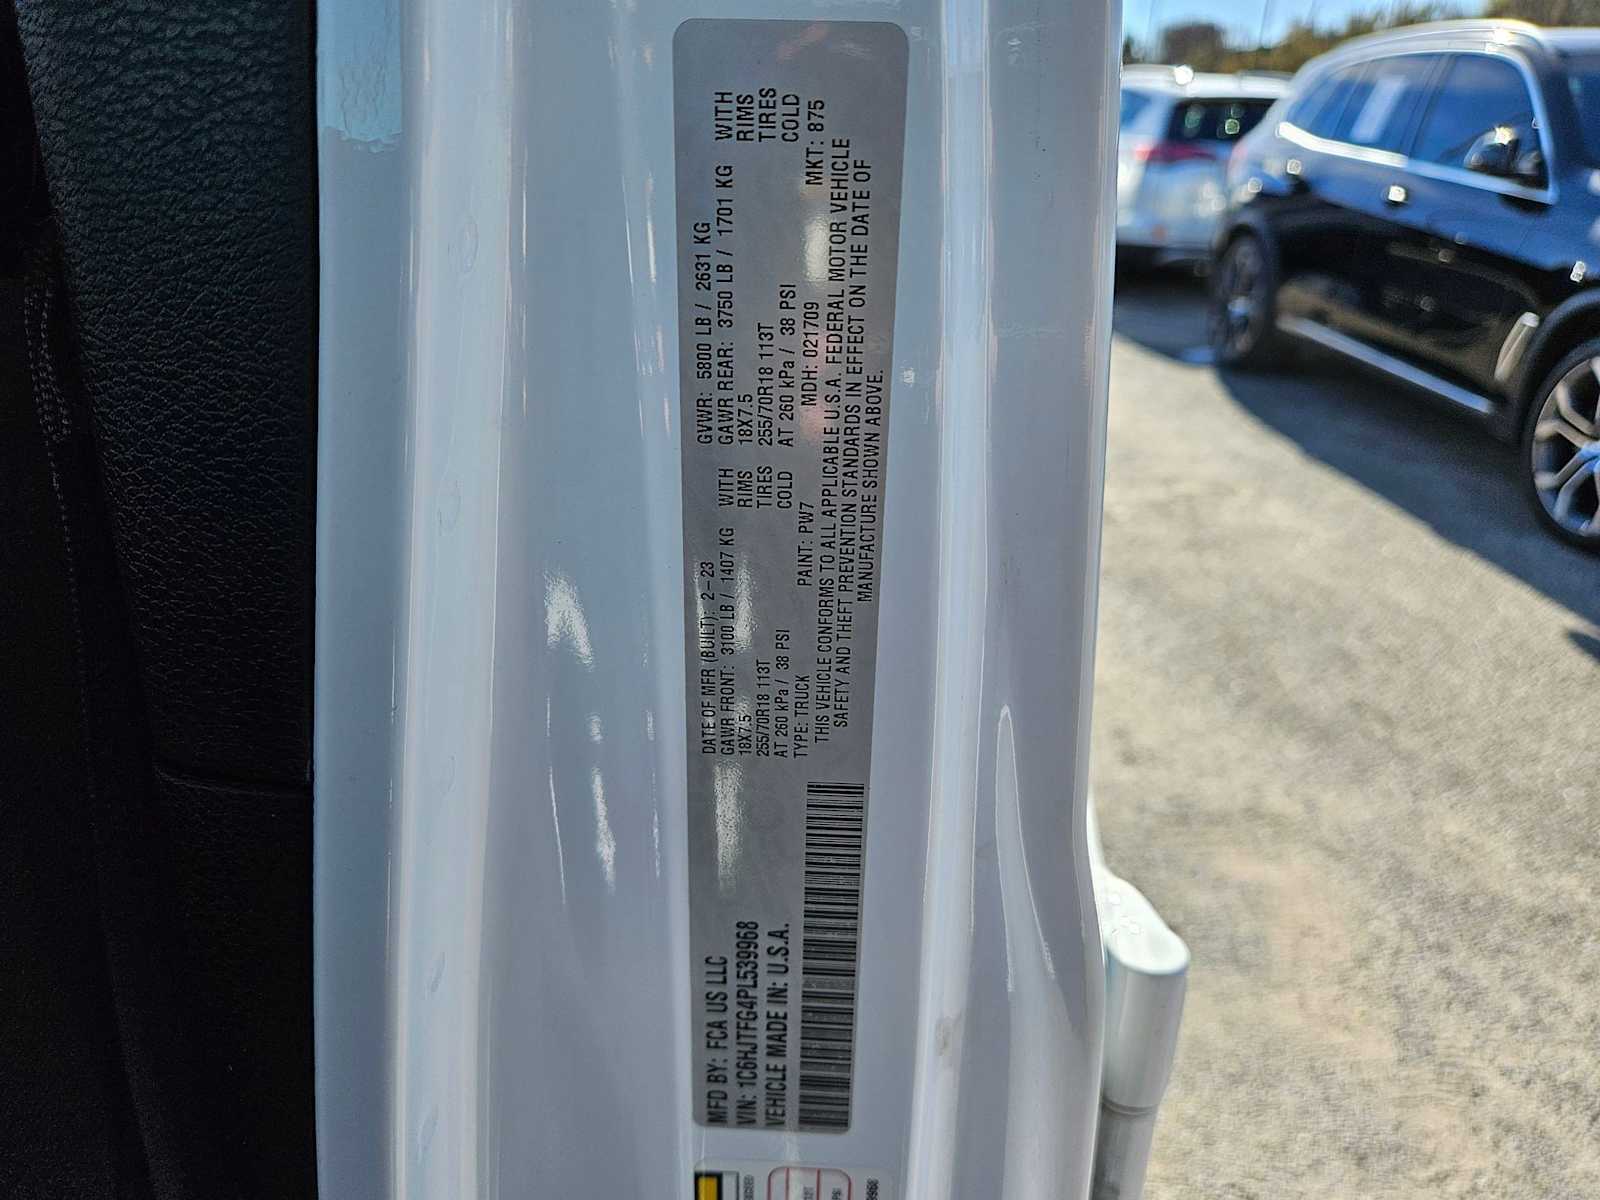 MFD BY: FCA US LLC
VIN: 1C6HJTFG4PL539968
VEHICLE MADE IN: U.S.A.
DATE OF MFR (BUILT): 2-23 GVWR: 5800 LB / 2631 KG
GAWR FRONT: 3100 LB / 1407 KG WITH GAWR REAR: 3750 LB / 1701 KG WITH
18X7.5 RIMS 18X7.5 RIMS
255/70R18 113T TIRES 255/70R18 113T TIRES
AT 260 kPa / 38 PSI COLD AT 260 kPa / 38 PSI COLD
TYPE: TRUCK PAINT: PW7 MDH: 021709 MKT: 875
THIS VEHICLE CONFORMS TO ALL APPLICABLE U.S.A. FEDERAL MOTOR VEHICLE
SAFETY AND THEFT PREVENTION STANDARDS IN EFFECT ON THE DATE OF
MANUFACTURE SHOWN ABOVE.